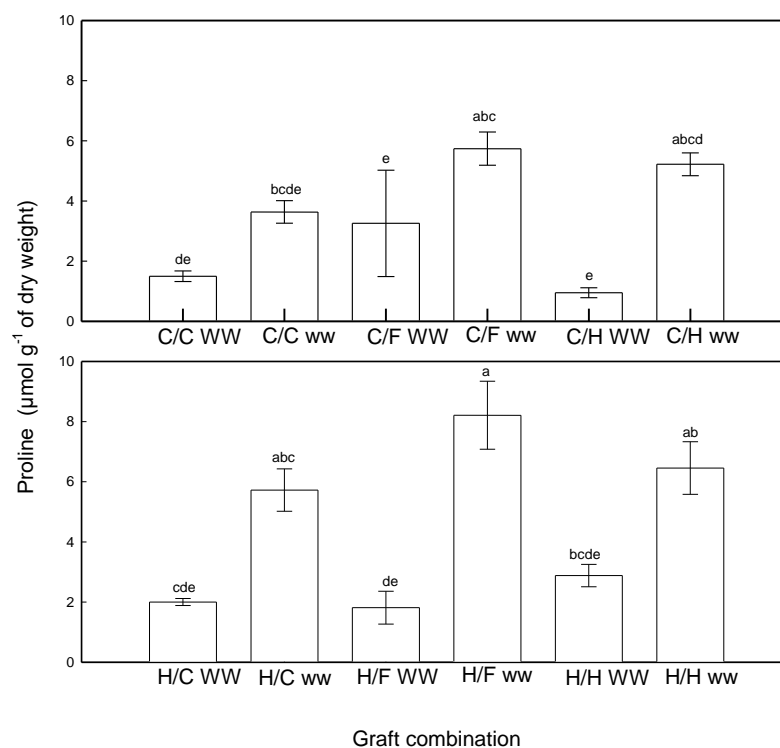 10
abc
abcd
8
6
e
bcde
4
de
e
2
0
C/C WW C/C ww C/F WW C/F ww C/H WW C/H ww
Proline (µmol g⁻¹ of dry weight)
10
a
ab
8
abc
6
4
bcde
cde
de
2
0
H/C WW H/C ww H/F WW H/F ww H/H WW H/H ww
Graft combination